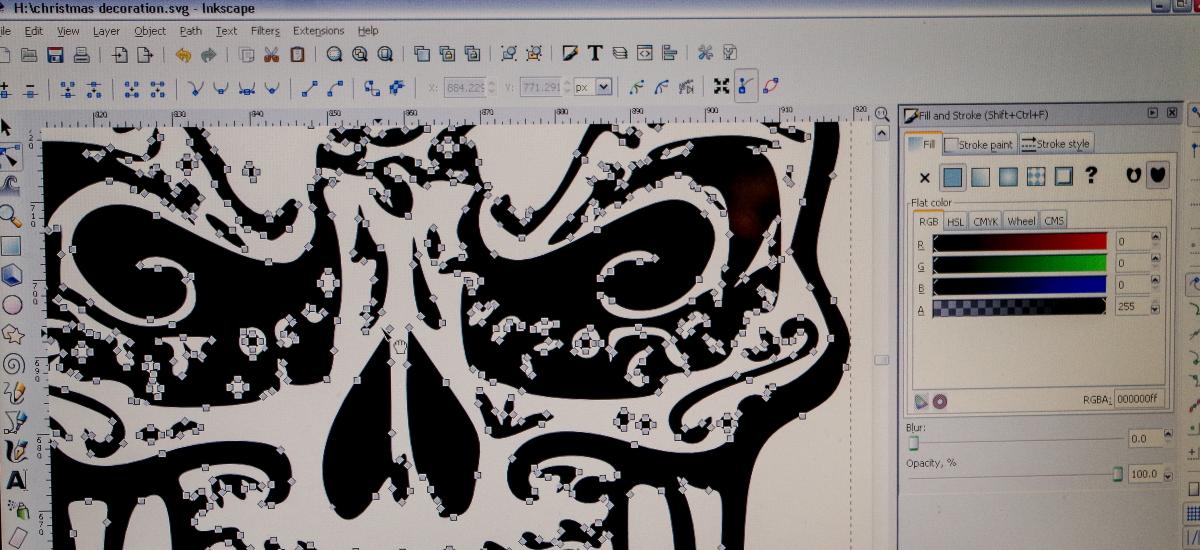 H:\christmas decoration.svg - Inkscape
Edit View Layer Object Path Text Filters Extensions Help
X: 884.229 Y: 771.291 px
820 830 840 850 860 870 880 890 900 910 920
Fill and Stroke (Shift+Ctrl+F)
Fill Stroke paint Stroke style
Flat color
RGB HSL CMYK Wheel CMS
R 0
G 0
B 0
A 255
RGBA: 000000ff
Blur:
0.0
Opacity, %
100.0